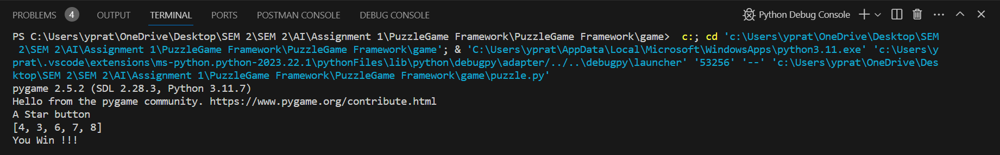 PROBLEMS 4 OUTPUT TERMINAL PORTS POSTMAN CONSOLE DEBUG CONSOLE Python Debug Console
PS C:\Users\yprat\OneDrive\Desktop\SEM 2\SEM 2\AI\Assignment 1\PuzzleGame Framework\PuzzleGame Framework\game>  c:; cd 'c:\Users\yprat\OneDrive\Desktop\SEM
 2\SEM 2\AI\Assignment 1\PuzzleGame Framework\PuzzleGame Framework\game'; & 'C:\Users\yprat\AppData\Local\Microsoft\WindowsApps\python3.11.exe' 'c:\Users\y
prat\.vscode\extensions\ms-python.python-2023.22.1\pythonFiles\lib\python\debugpy\adapter/../..\debugpy\launcher' '53256' '--' 'c:\Users\yprat\OneDrive\Des
ktop\SEM 2\SEM 2\AI\Assignment 1\PuzzleGame Framework\PuzzleGame Framework\game\puzzle.py'
pygame 2.5.2 (SDL 2.28.3, Python 3.11.7)
Hello from the pygame community. https://www.pygame.org/contribute.html
A Star button
[4, 3, 6, 7, 8]
You Win !!!